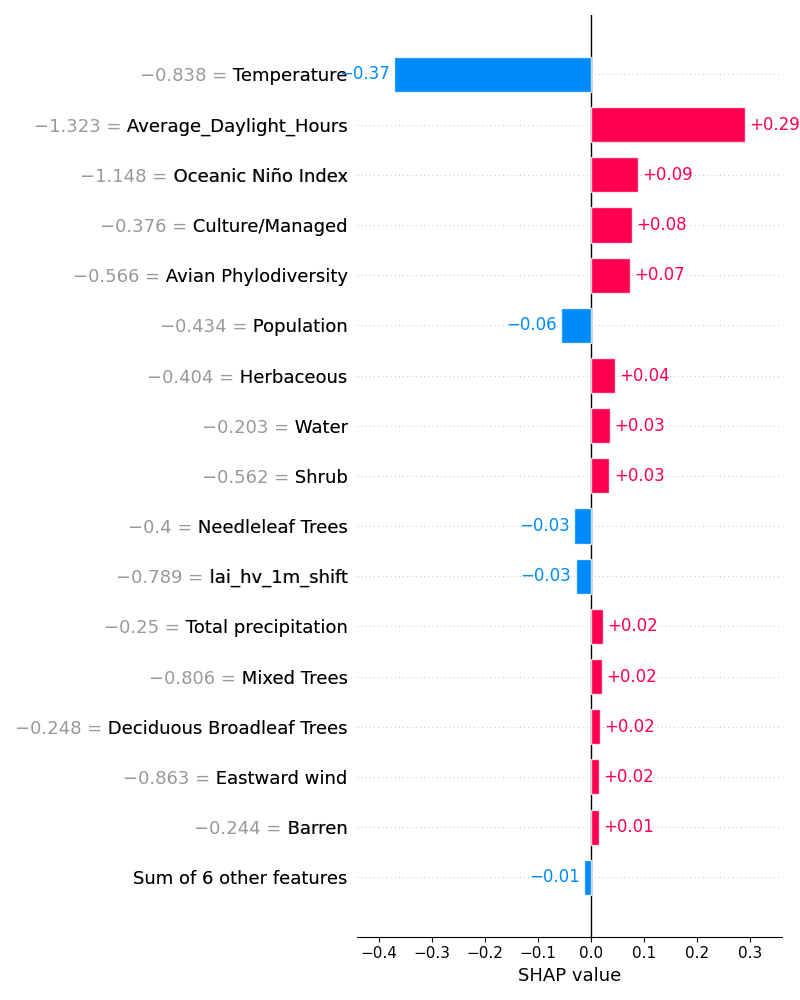 −0.838 = Temperature −0.37
−1.323 = Average_Daylight_Hours +0.29
−1.148 = Oceanic Niño Index +0.09
−0.376 = Culture/Managed +0.08
−0.566 = Avian Phylodiversity +0.07
−0.434 = Population −0.06
−0.404 = Herbaceous +0.04
−0.203 = Water +0.03
−0.562 = Shrub +0.03
−0.4 = Needleleaf Trees −0.03
−0.789 = lai_hv_1m_shift −0.03
−0.25 = Total precipitation +0.02
−0.806 = Mixed Trees +0.02
−0.248 = Deciduous Broadleaf Trees +0.02
−0.863 = Eastward wind +0.02
−0.244 = Barren +0.01
Sum of 6 other features −0.01
−0.4 −0.3 −0.2 −0.1 0.0 0.1 0.2 0.3
SHAP value